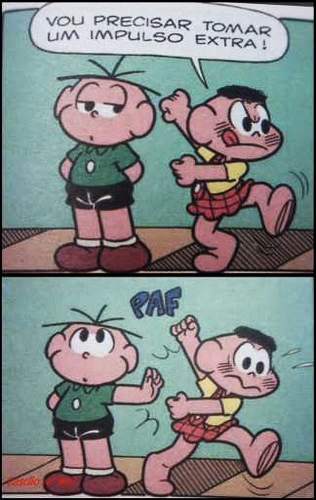 VOU PRECISAR TOMAR
UM IMPULSO EXTRA!
PAF